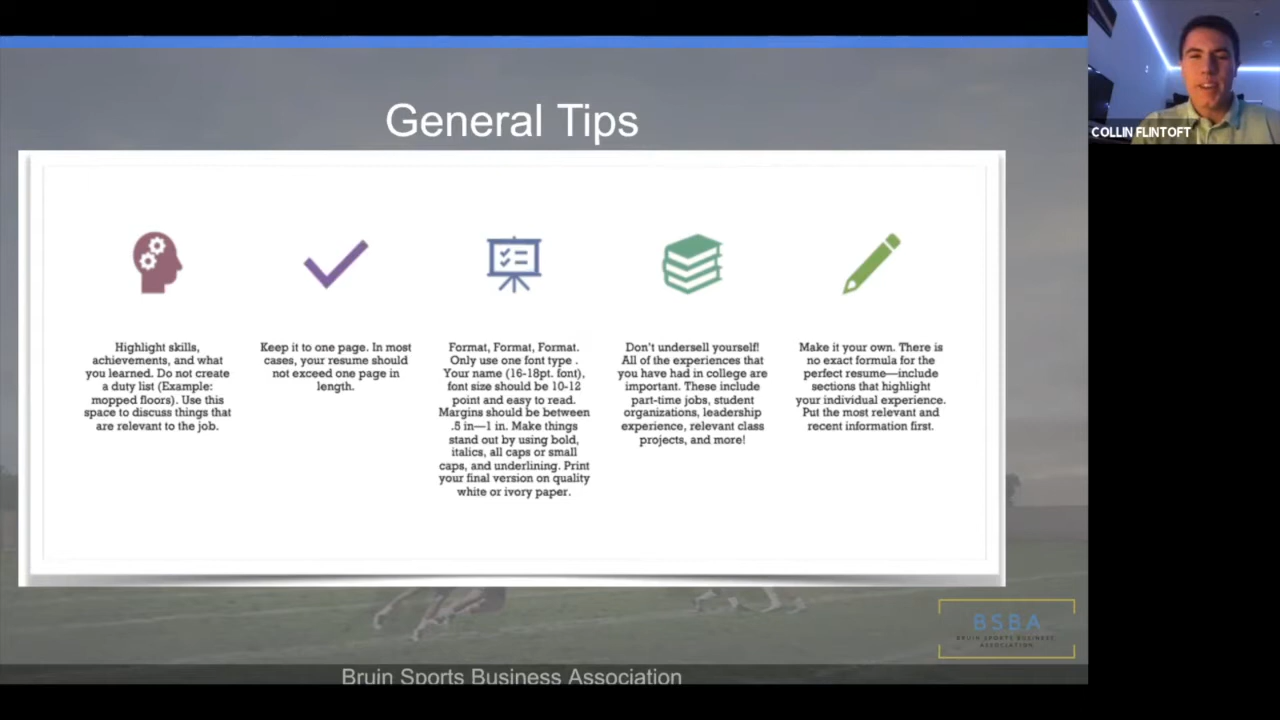 General Tips
COLLIN FLINTOFT
Highlight skills,
achievements, and what
you learned. Do not create
a duty list (Example:
mopped floors). Use this
space to discuss things that
are relevant to the job.
Keep it to one page. In most
cases, your resume should
not exceed one page in
length.
Format, Format, Format.
Only use one font type .
Your name (16-18pt. font),
font size should be 10-12
point and easy to read.
Margins should be between
.5 in—1 in. Make things
stand out by using bold,
italics, all caps or small
caps, and underlining. Print
your final version on quality
white or ivory paper.
Don't undersell yourself!
All of the experiences that
you have had in college are
important. These include
part-time jobs, student
organizations, leadership
experience, relevant class
projects, and more!
Make it your own. There is
no exact formula for the
perfect resume—include
sections that highlight
your individual experience.
Put the most relevant and
recent information first.
BSBA
BRUIN SPORTS BUSINESS
ASSOCIATION
Bruin Sports Business Association